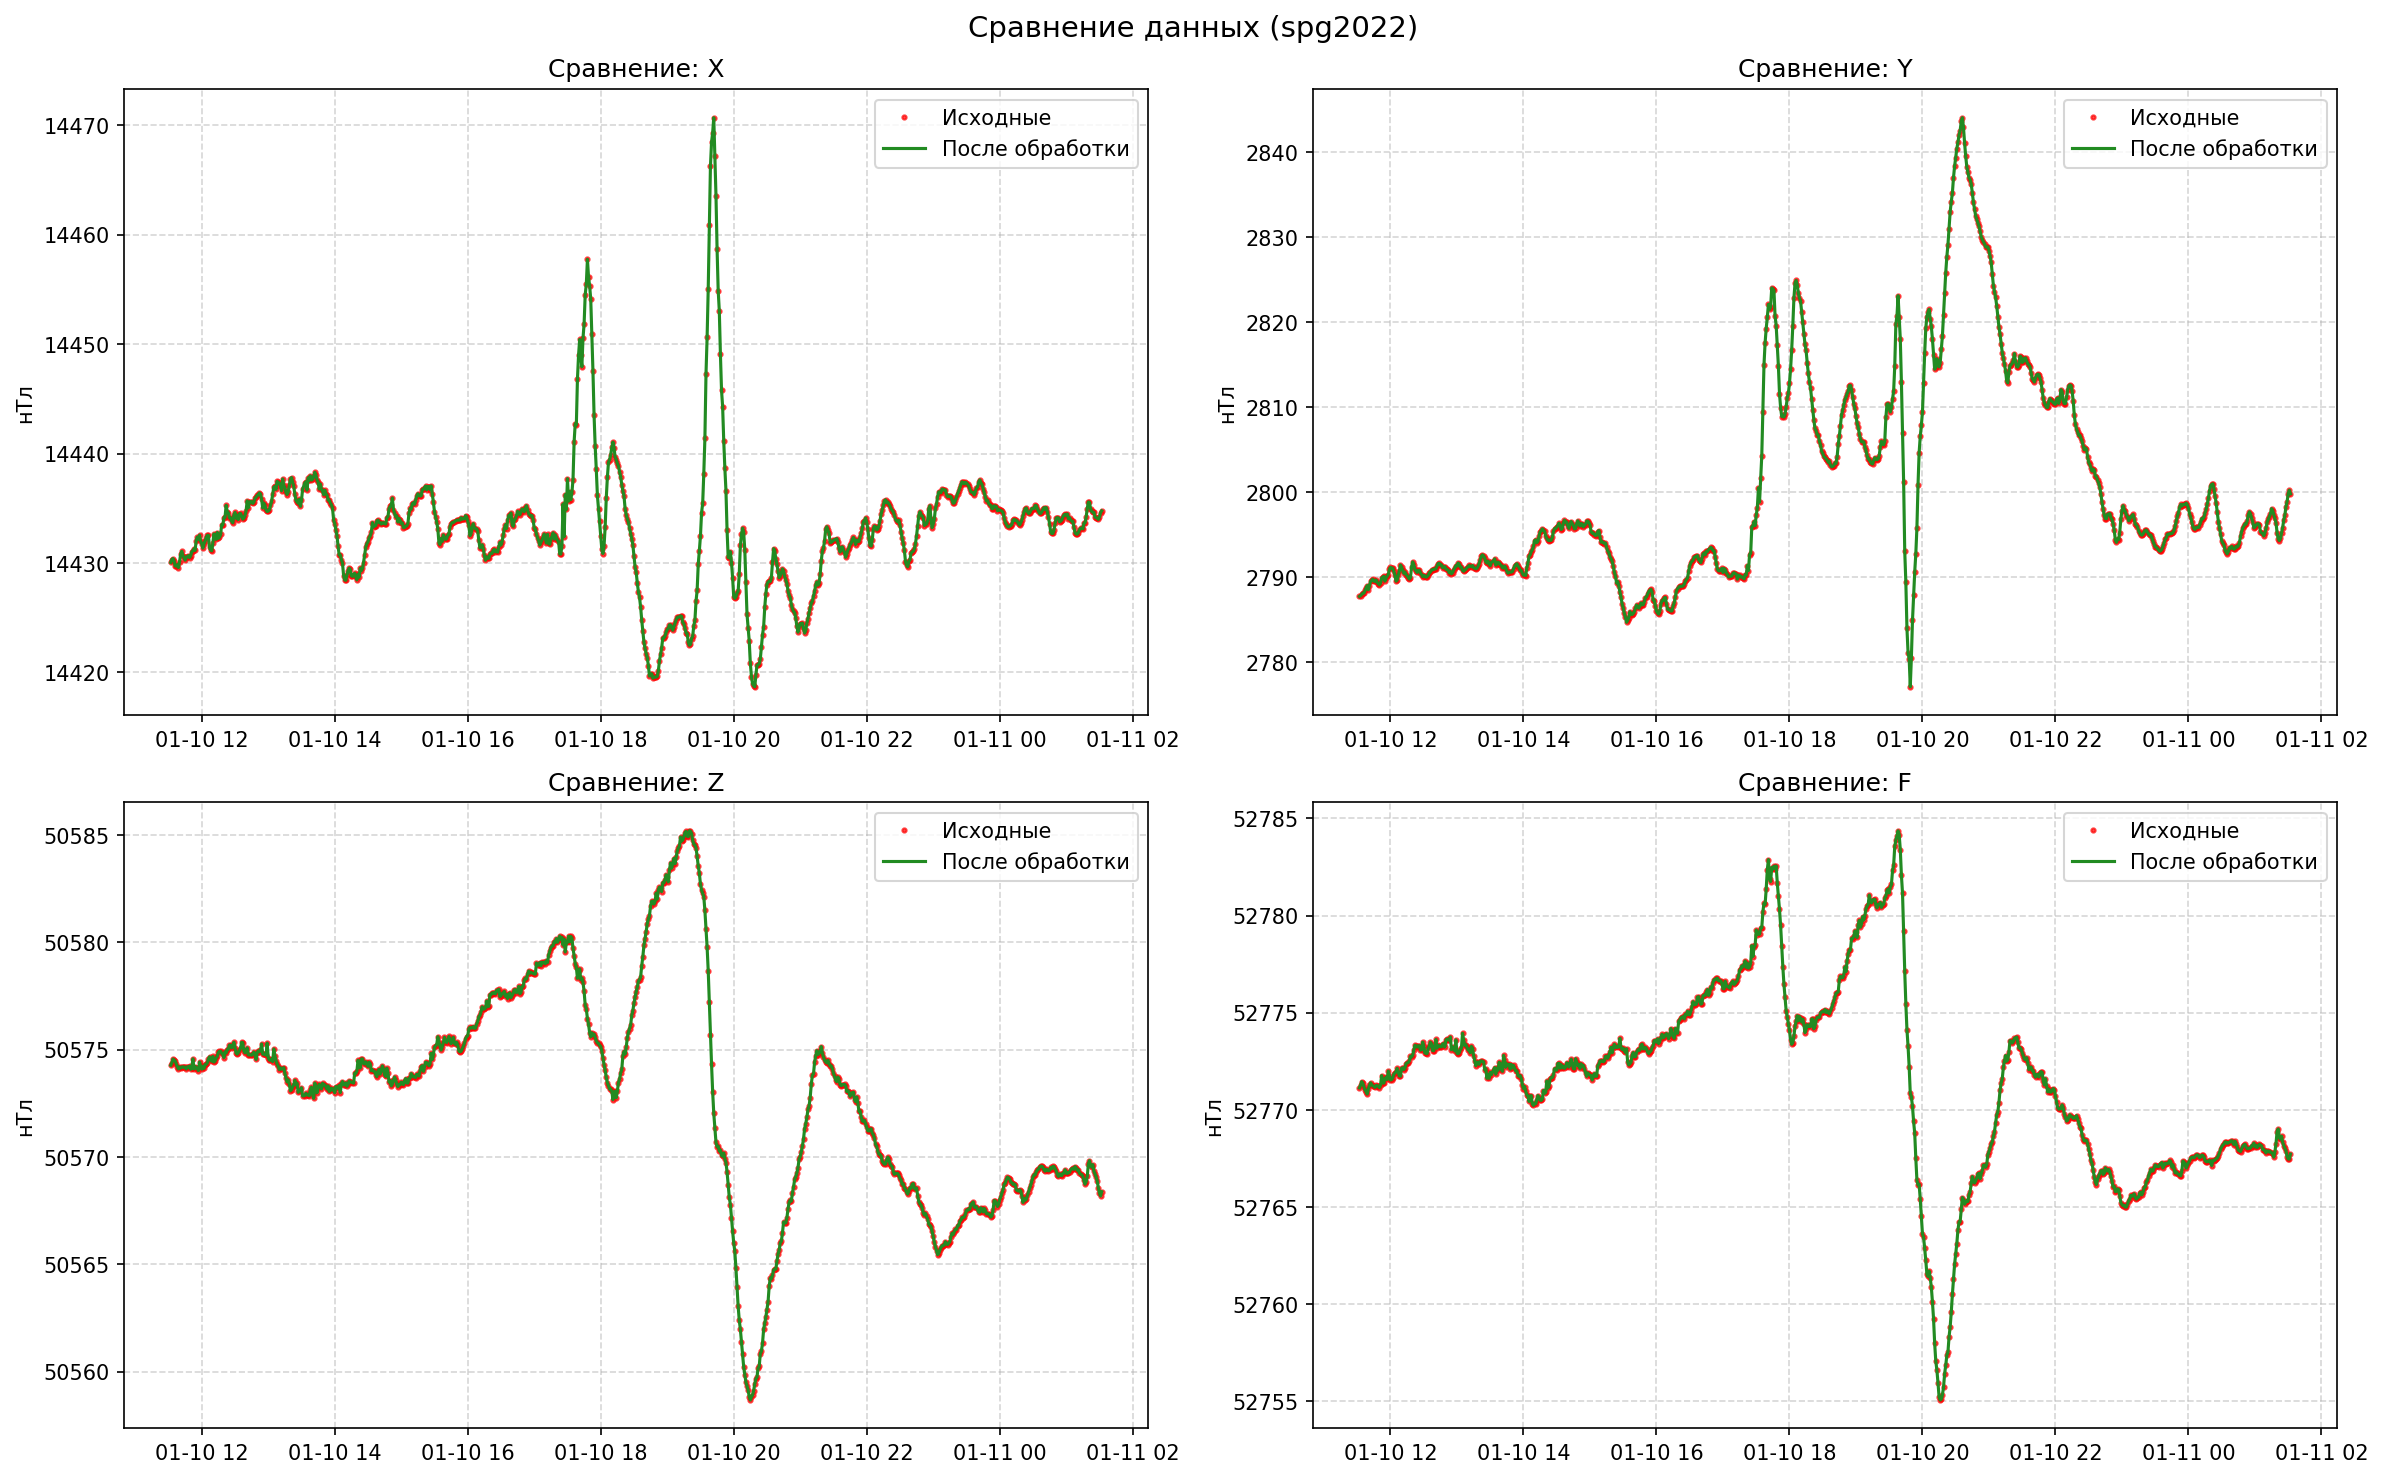 Сравнение данных (spg2022)
Сравнение: X
нТл
14470
14460
14450
14440
14430
14420
Исходные
После обработки
01-10 12 01-10 14 01-10 16 01-10 18 01-10 20 01-10 22 01-11 00 01-11 02
Сравнение: Y
нТл
2840
2830
2820
2810
2800
2790
2780
Исходные
После обработки
01-10 12 01-10 14 01-10 16 01-10 18 01-10 20 01-10 22 01-11 00 01-11 02
Сравнение: Z
нТл
50585
50580
50575
50570
50565
50560
Исходные
После обработки
01-10 12 01-10 14 01-10 16 01-10 18 01-10 20 01-10 22 01-11 00 01-11 02
Сравнение: F
нТл
52785
52780
52775
52770
52765
52760
52755
Исходные
После обработки
01-10 12 01-10 14 01-10 16 01-10 18 01-10 20 01-10 22 01-11 00 01-11 02